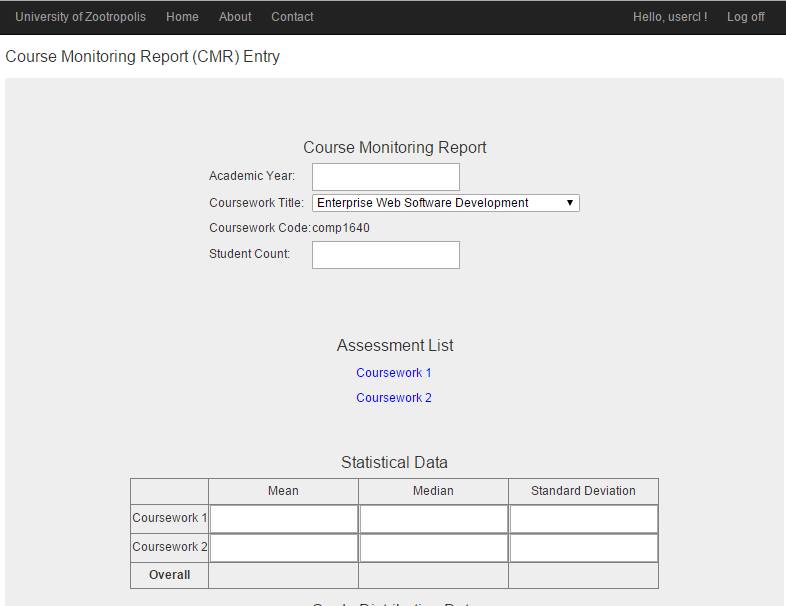 University of Zootropolis Home About Contact Hello, usercl ! Log off
Course Monitoring Report (CMR) Entry
Course Monitoring Report
Academic Year:
Coursework Title: Enterprise Web Software Development
Coursework Code:comp1640
Student Count:
Assessment List
Coursework 1
Coursework 2
Statistical Data
Mean Median Standard Deviation
Coursework 1
Coursework 2
Overall